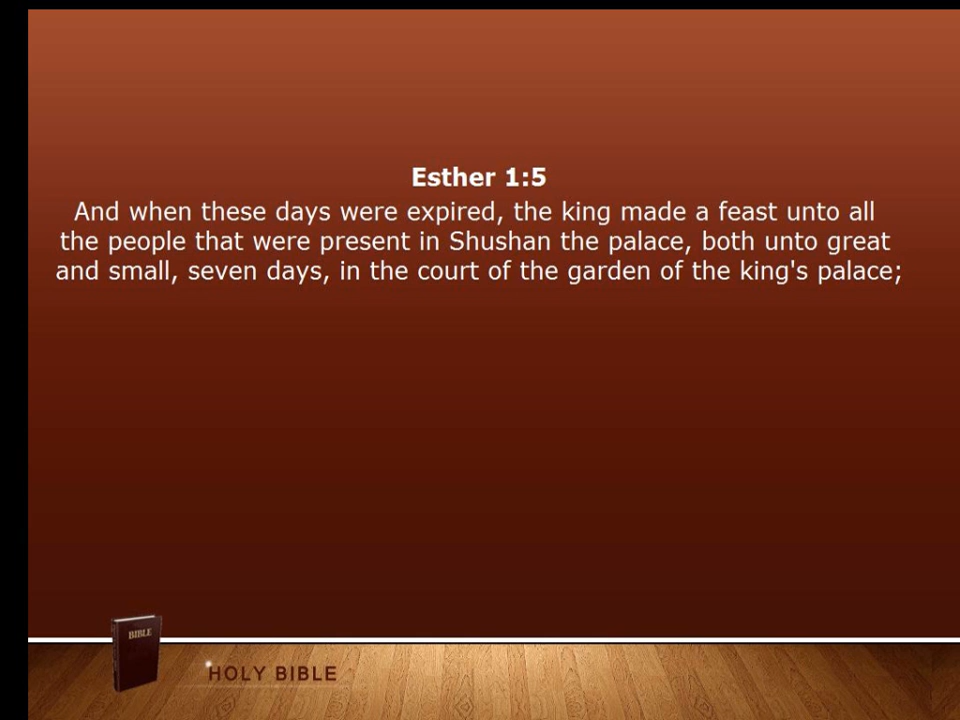 Esther 1:5
And when these days were expired, the king made a feast unto all
the people that were present in Shushan the palace, both unto great
and small, seven days, in the court of the garden of the king's palace;
BIBLE
HOLY BIBLE